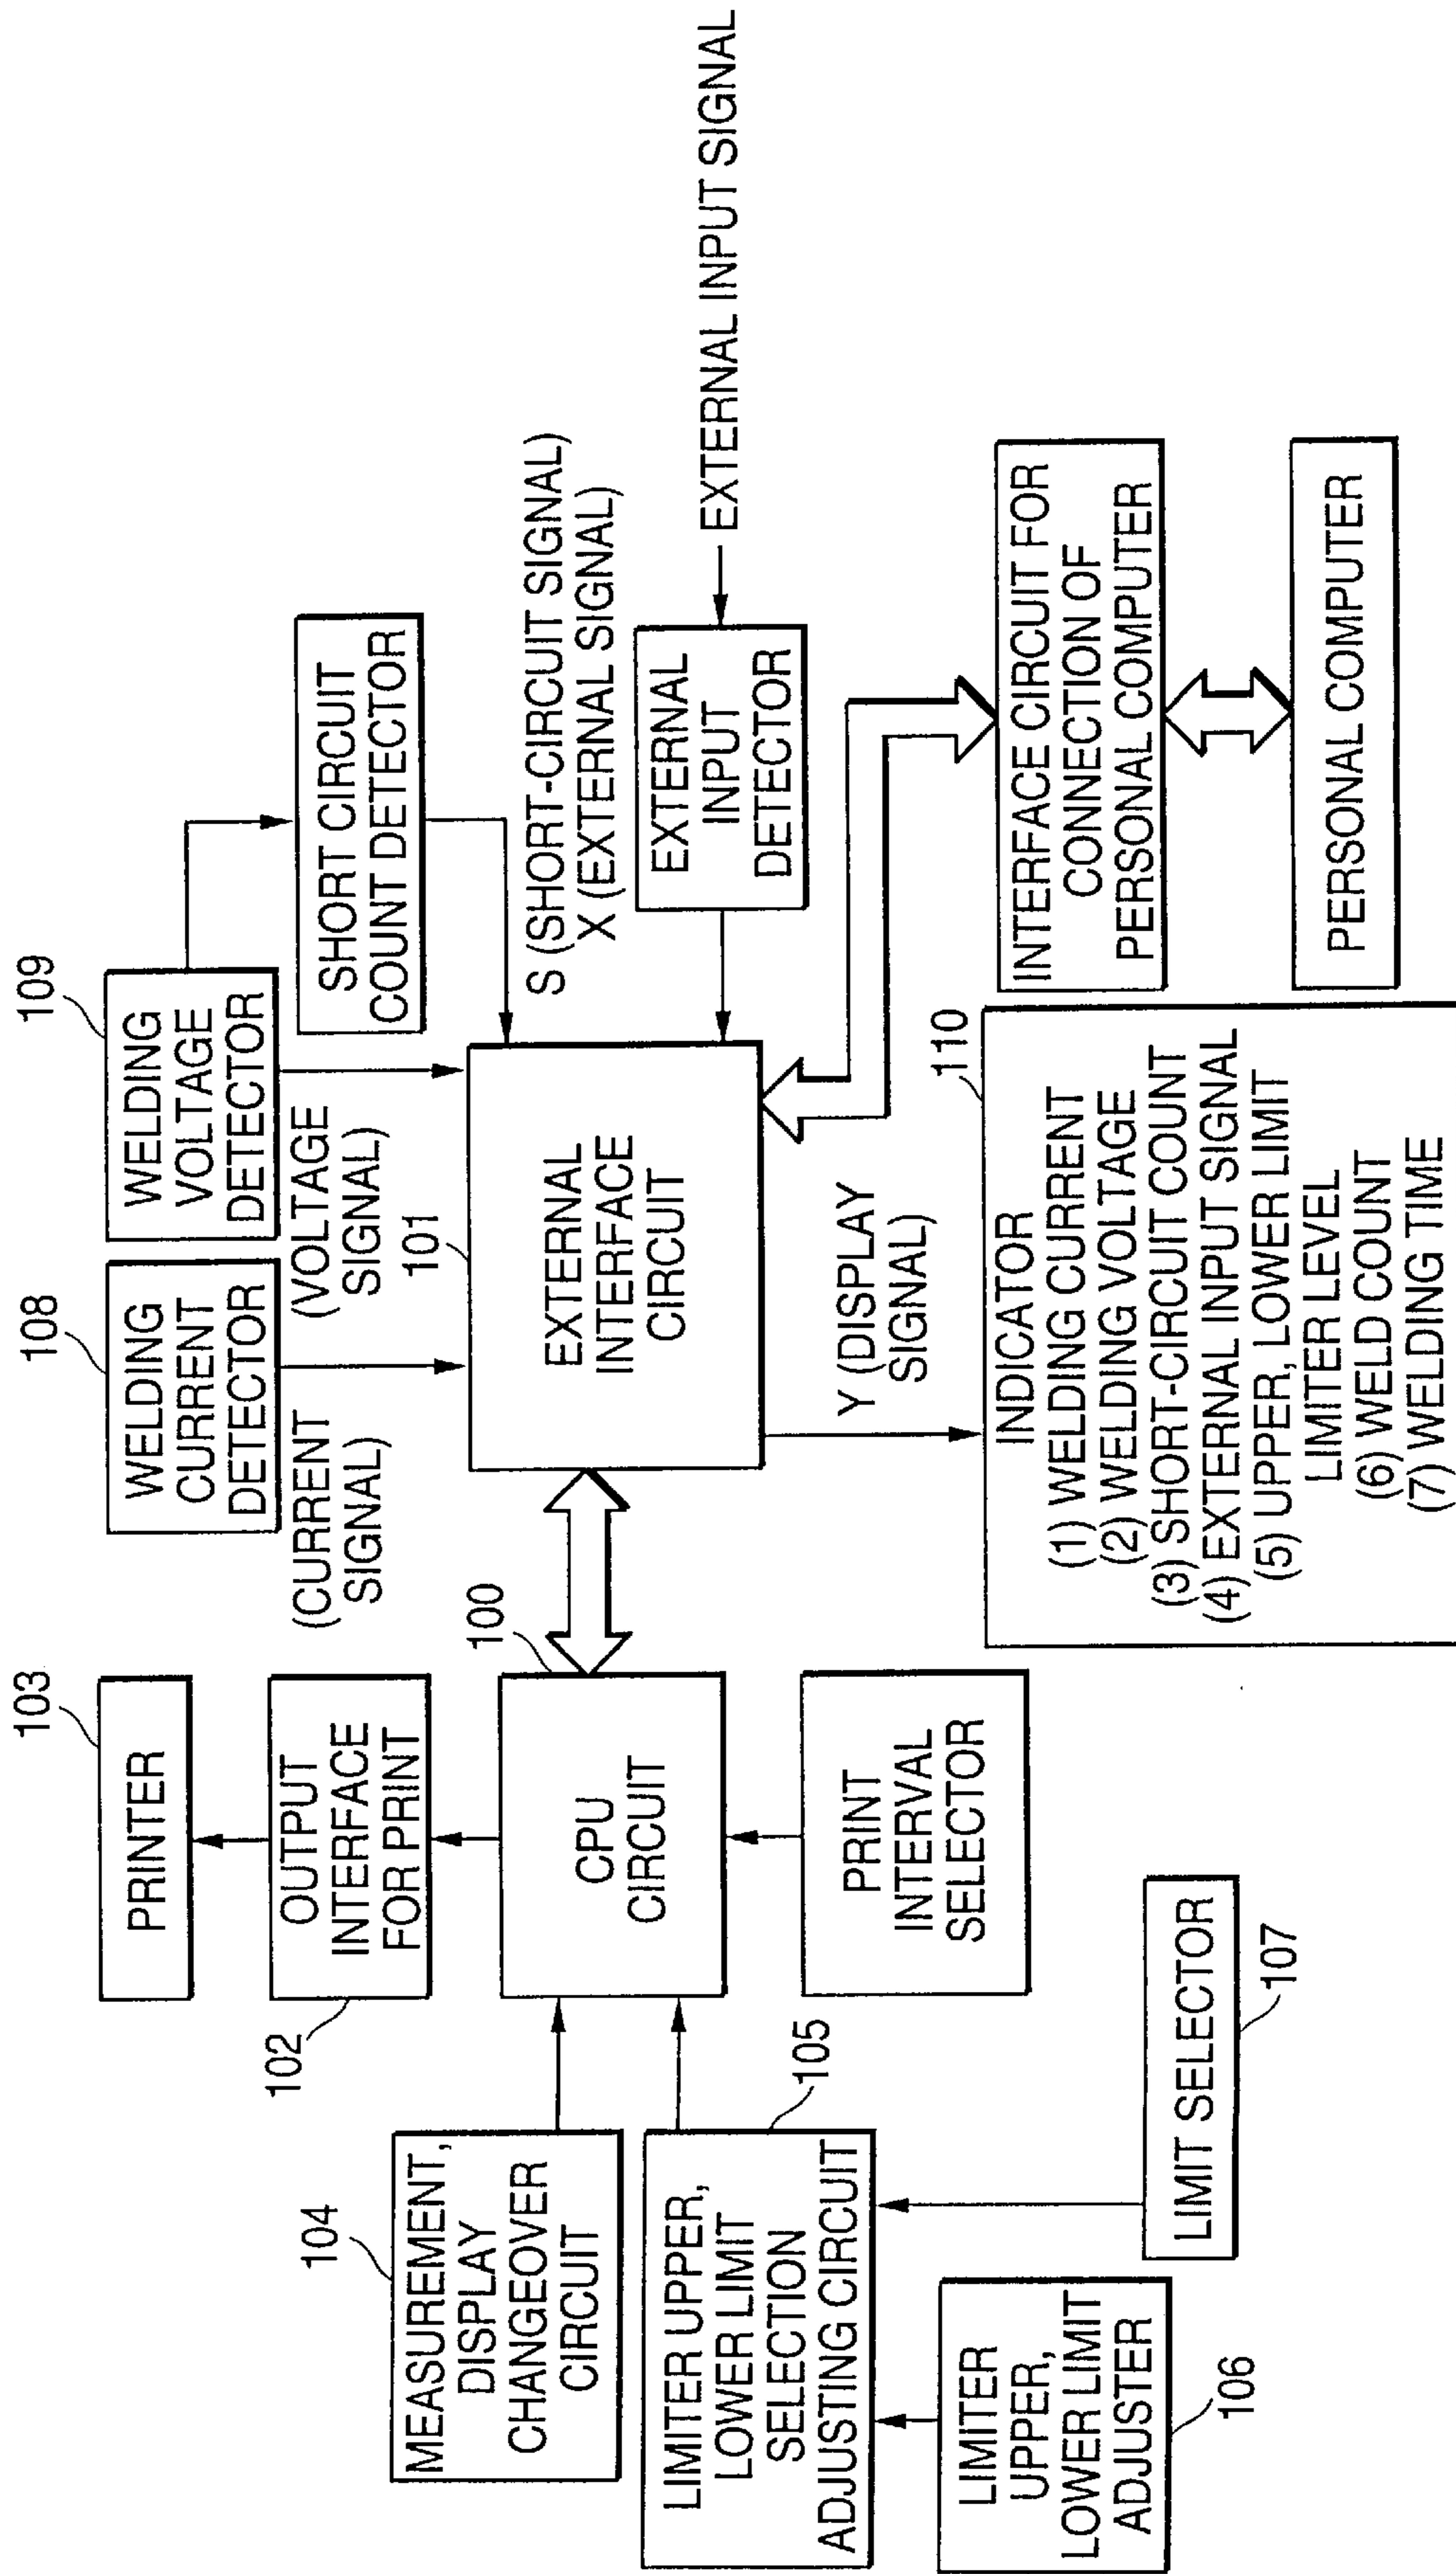 103
PRINTER
OUTPUT
INTERFACE
FOR PRINT
102
108
WELDING
CURRENT
DETECTOR
(CURRENT
SIGNAL)
109
WELDING
VOLTAGE
DETECTOR
(VOLTAGE
SIGNAL)
SHORT CIRCUIT
COUNT DETECTOR
104
MEASUREMENT,
DISPLAY
CHANGEOVER
CIRCUIT
100
CPU
CIRCUIT
101
EXTERNAL
INTERFACE
CIRCUIT
S (SHORT-CIRCUIT SIGNAL)
X (EXTERNAL SIGNAL)
EXTERNAL
INPUT
DETECTOR
EXTERNAL INPUT SIGNAL
LIMITER UPPER,
LOWER LIMIT
SELECTION
ADJUSTING CIRCUIT
105
PRINT
INTERVAL
SELECTOR
Y (DISPLAY
SIGNAL)
LIMITER
UPPER,
LOWER LIMIT
ADJUSTER
106
LIMIT SELECTOR
107
110
INDICATOR
(1) WELDING CURRENT
(2) WELDING VOLTAGE
(3) SHORT-CIRCUIT COUNT
(4) EXTERNAL INPUT SIGNAL
(5) UPPER, LOWER LIMIT
LIMITER LEVEL
(6) WELD COUNT
(7) WELDING TIME
INTERFACE CIRCUIT FOR
CONNECTION OF
PERSONAL COMPUTER
PERSONAL COMPUTER